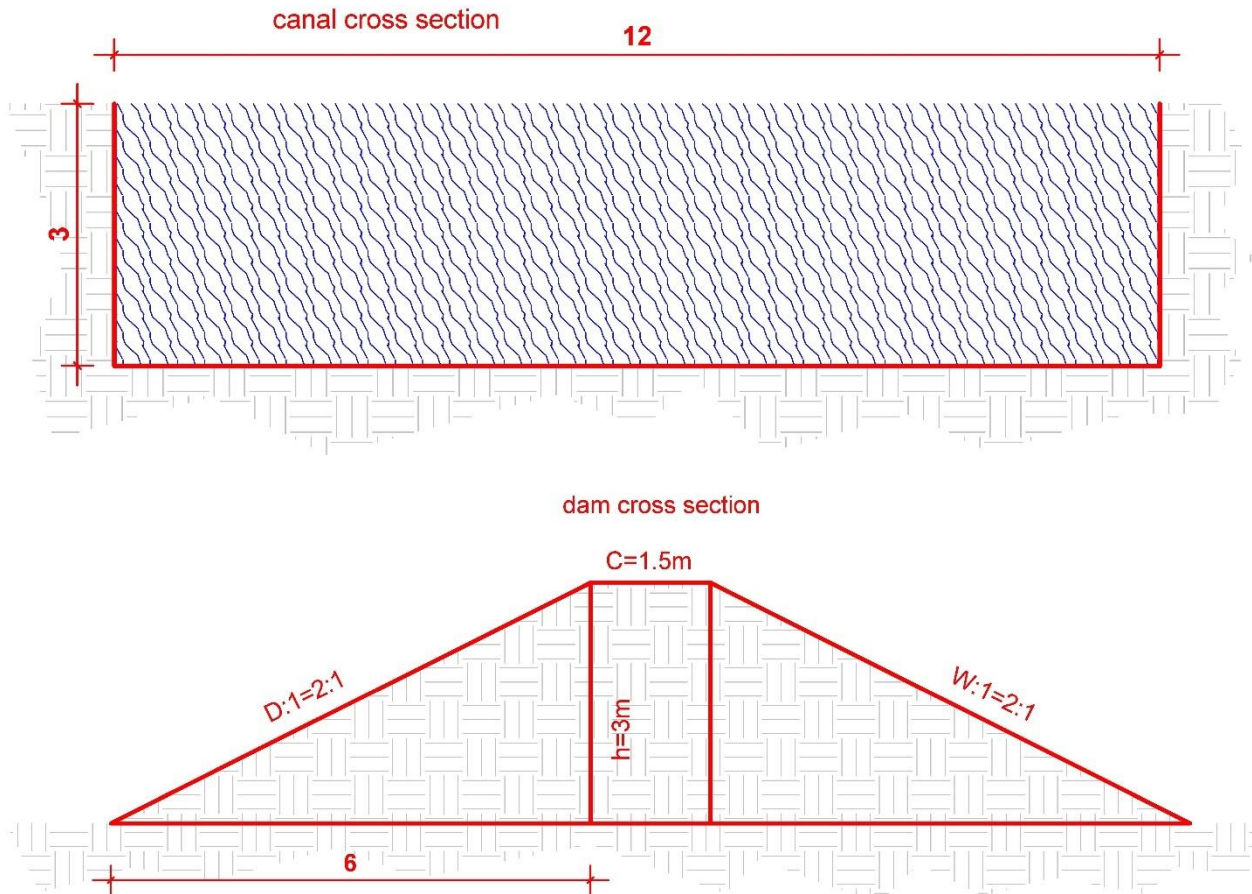 canal cross section
12
3
dam cross section
C=1.5m
D:1=2:1
h=3m
W:1=2:1
6